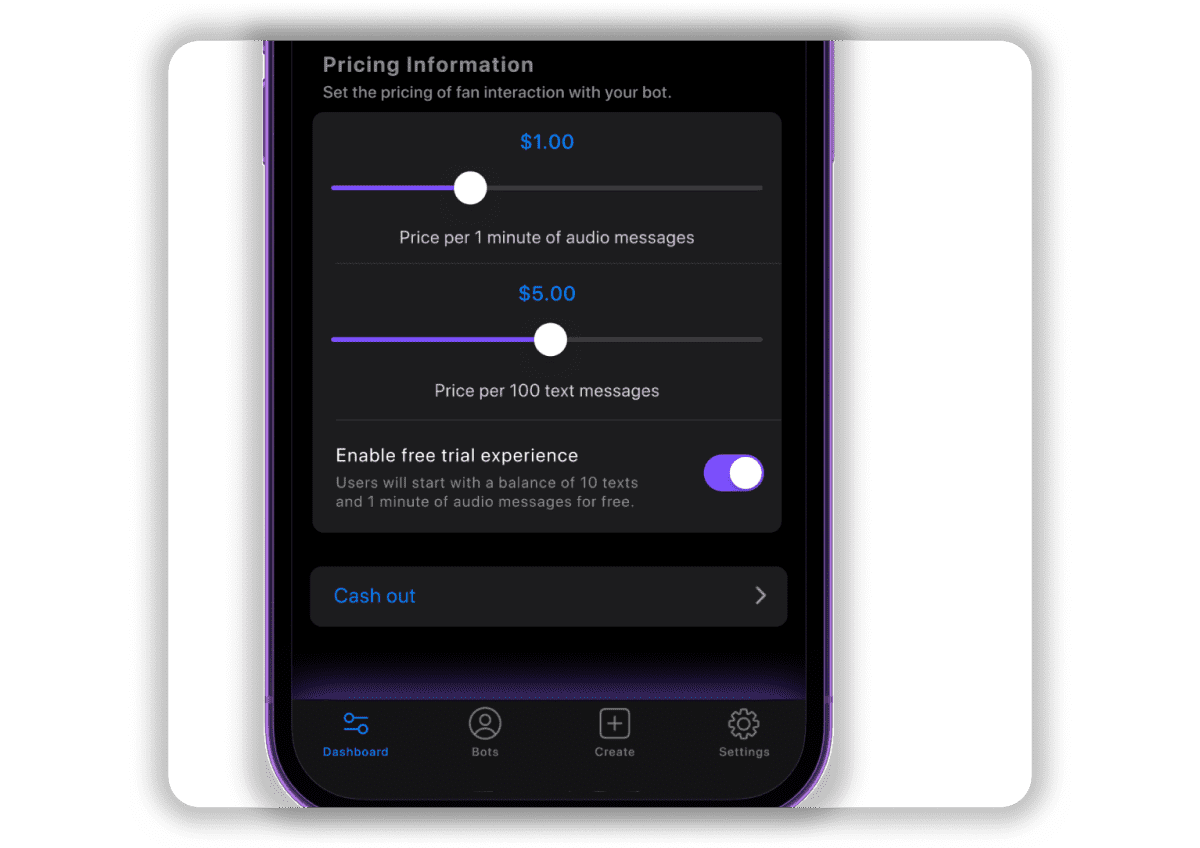 Pricing Information
Set the pricing of fan interaction with your bot.
$1.00
Price per 1 minute of audio messages
$5.00
Price per 100 text messages
Enable free trial experience
Users will start with a balance of 10 texts
and 1 minute of audio messages for free.
Cash out
Dashboard
Bots
Create
Settings